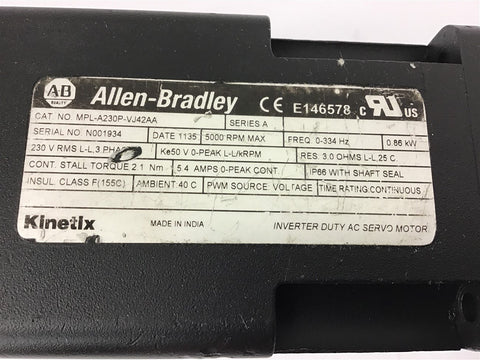 AB QUALITY Allen-Bradley CE E146578 c RU US
CAT NO. MPL-A230P-VJ42AA SERIES A
SERIAL NO. N001934 DATE 1135 5000 RPM MAX FREQ. 0-334 Hz 0.86 kW
230 V RMS L-L,3 PHASE Ke50 V 0-PEAK L-L/kRPM RES. 3.0 OHMS L-L,25 C
CONT. STALL TORQUE 2.1 Nm 5.4 AMPS 0-PEAK CONT. IP66 WITH SHAFT SEAL
INSUL. CLASS F(155C) AMBIENT 40 C PWM SOURCE VOLTAGE TIME RATING CONTINUOUS
Kinetix MADE IN INDIA INVERTER DUTY AC SERVO MOTOR